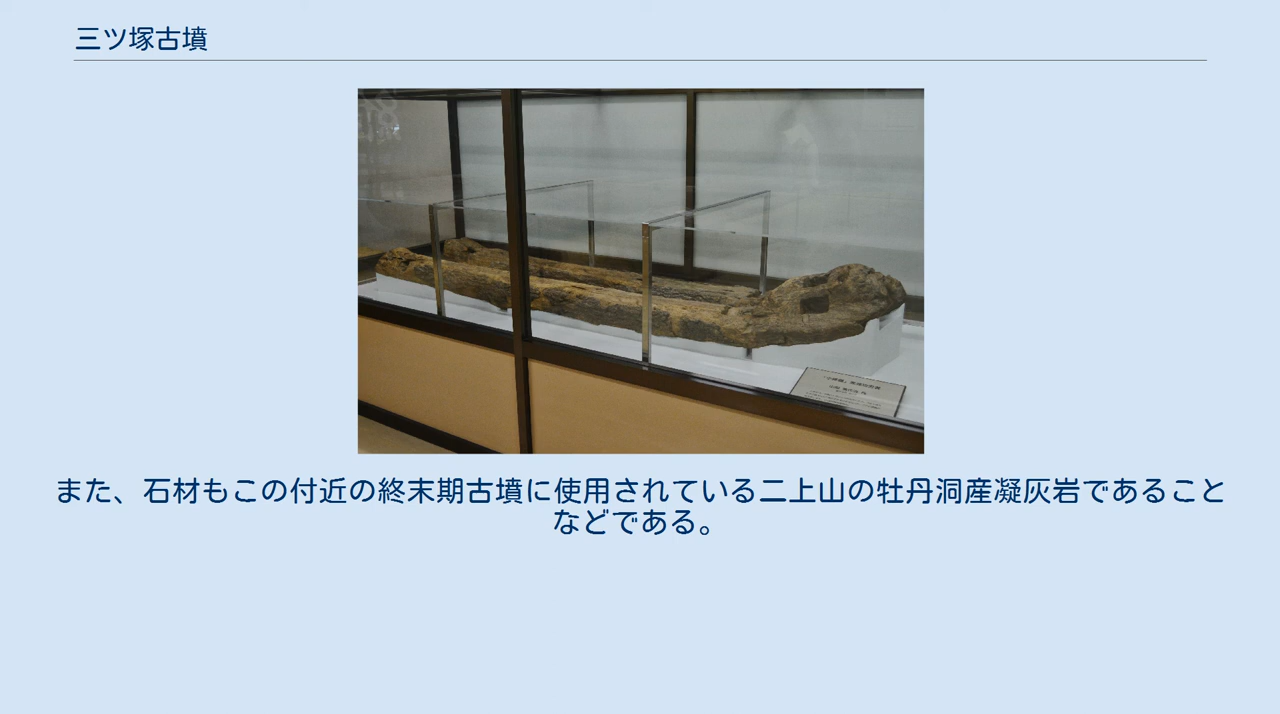 三ツ塚古墳
また、石材もこの付近の終末期古墳に使用されている二上山の牡丹洞産凝灰岩であること
などである。